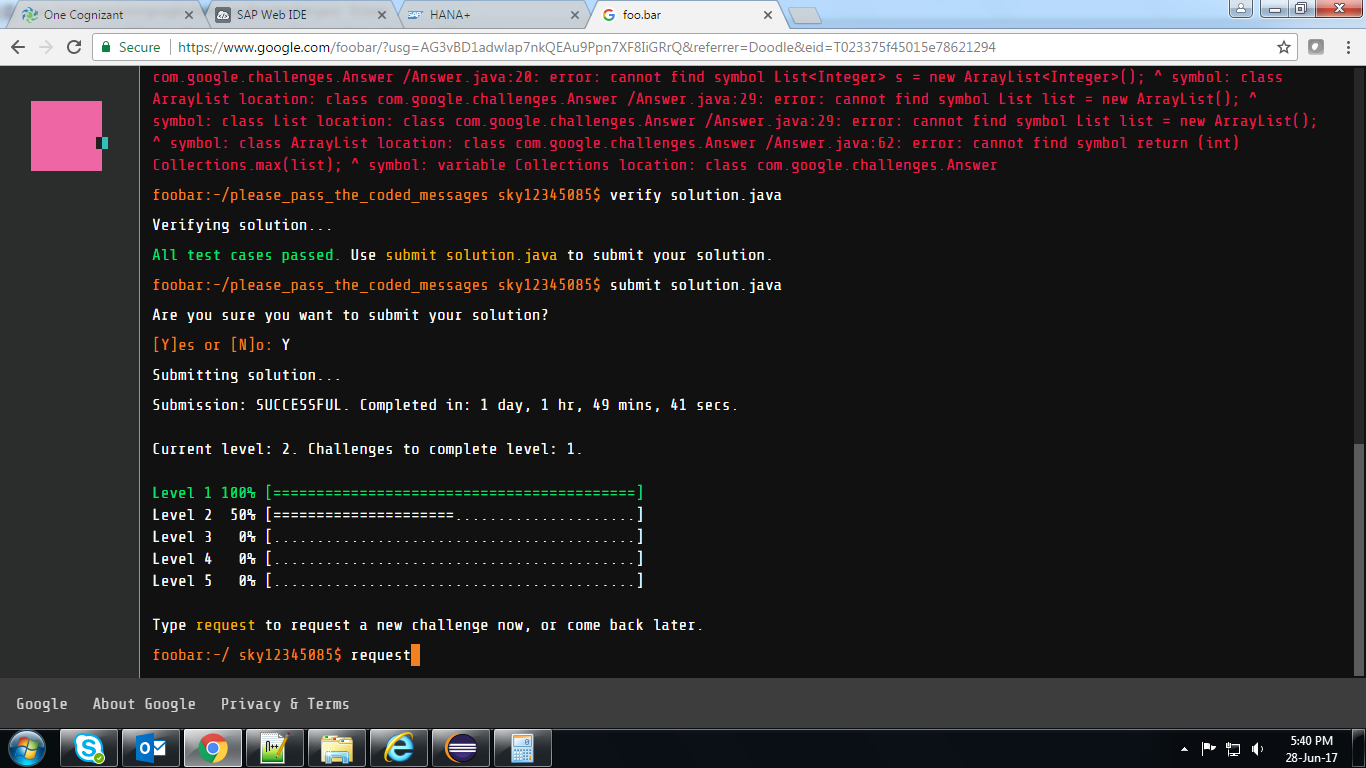 One Cognizant
SAP Web IDE
HANA+
foo.bar
Secure https://www.google.com/foobar/?usg=AG3vBD1adwlap7nkQEAu9Ppn7XF8IiGRrQ&referrer=Doodle&eid=T023375f45015e78621294
com.google.challenges.Answer /Answer.java:20: error: cannot find symbol List<Integer> s = new ArrayList<Integer>(); ^ symbol: class
ArrayList location: class com.google.challenges.Answer /Answer.java:29: error: cannot find symbol List list = new ArrayList(); ^
symbol: class List location: class com.google.challenges.Answer /Answer.java:29: error: cannot find symbol List list = new ArrayList();
^ symbol: class ArrayList location: class com.google.challenges.Answer /Answer.java:62: error: cannot find symbol return (int)
Collections.max(list); ^ symbol: variable Collections location: class com.google.challenges.Answer
foobar:~/please_pass_the_coded_messages sky12345085$ verify solution.java
Verifying solution...
All test cases passed. Use submit solution.java to submit your solution.
foobar:~/please_pass_the_coded_messages sky12345085$ submit solution.java
Are you sure you want to submit your solution?
[Y]es or [N]o: Y
Submitting solution...
Submission: SUCCESSFUL. Completed in: 1 day, 1 hr, 49 mins, 41 secs.
Current level: 2. Challenges to complete level: 1.
Level 1 100% [==========================================]
Level 2 50% [=====================.....................]
Level 3 0% [..........................................]
Level 4 0% [..........................................]
Level 5 0% [..........................................]
Type request to request a new challenge now, or come back later.
foobar:~/ sky12345085$ request
Google About Google Privacy & Terms
5:40 PM
28-Jun-17